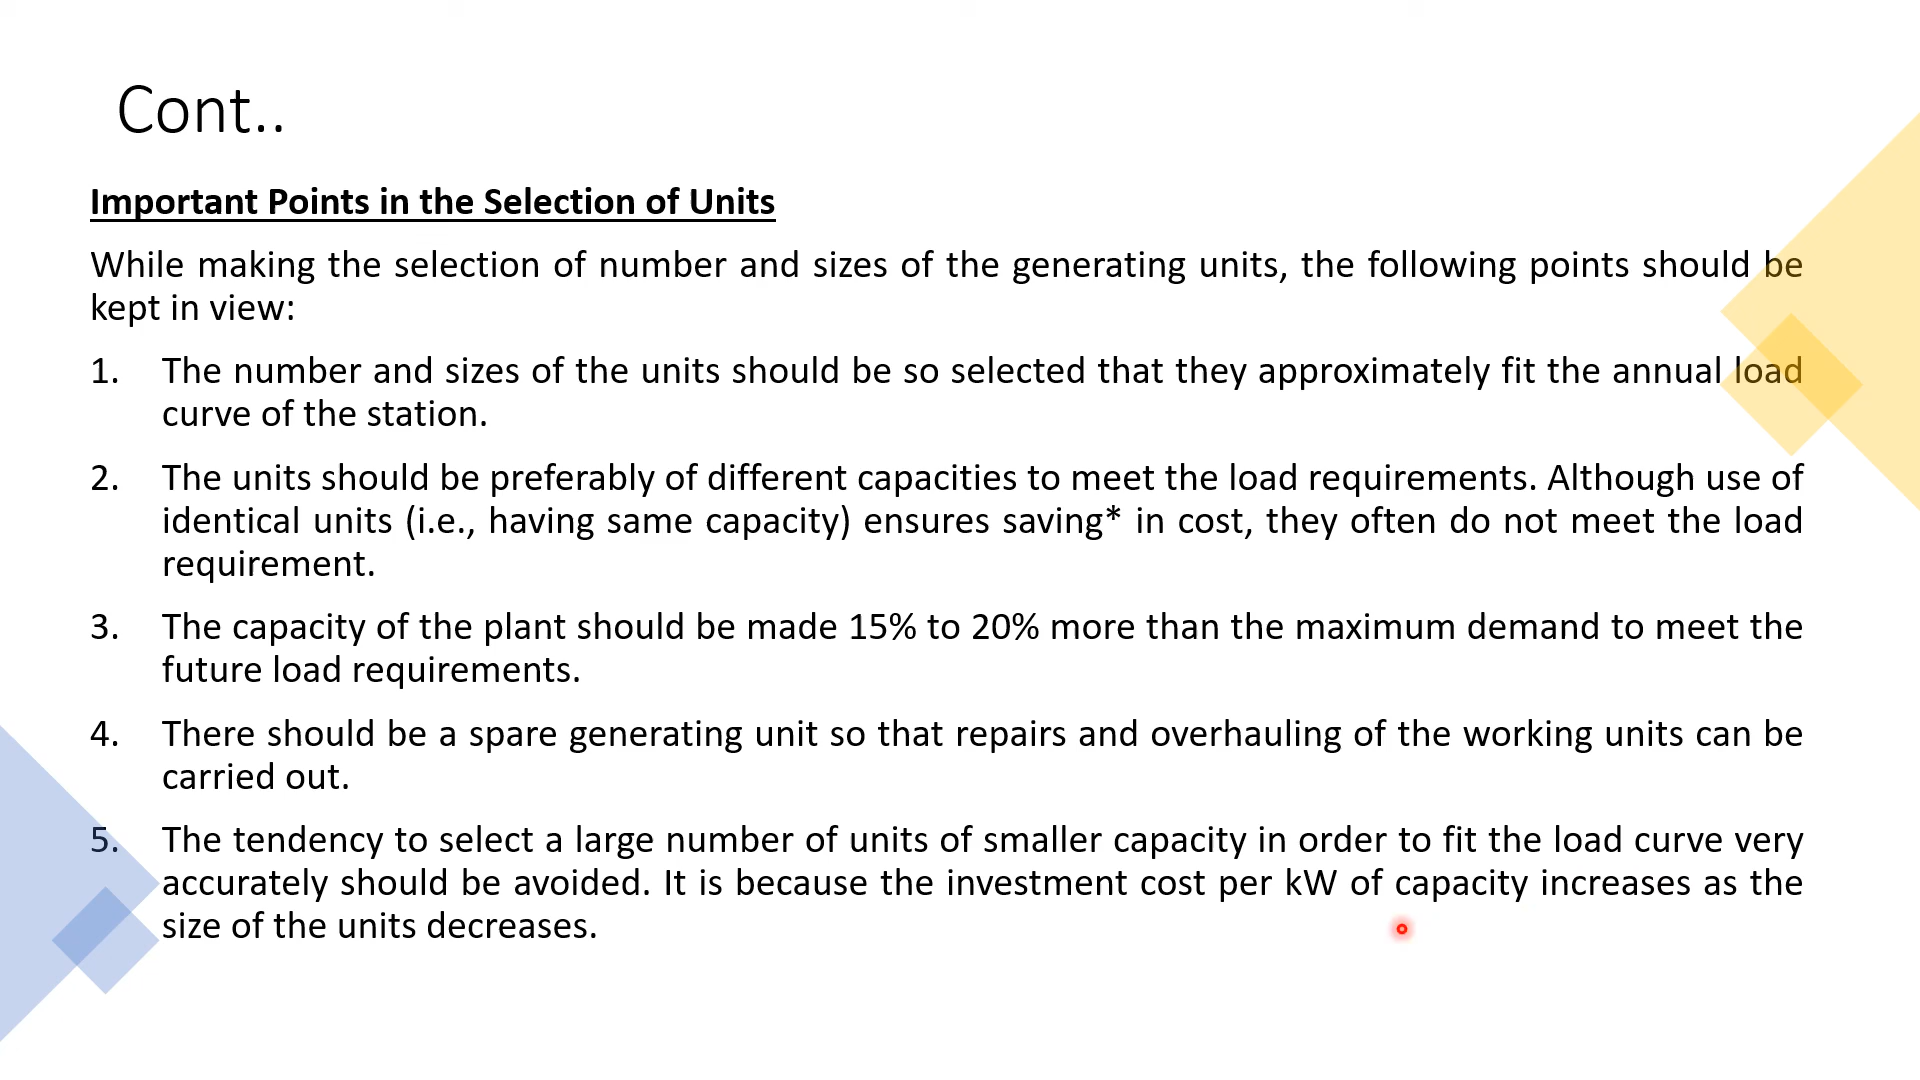 Cont..
Important Points in the Selection of Units
While making the selection of number and sizes of the generating units, the following points should be
kept in view:
1. The number and sizes of the units should be so selected that they approximately fit the annual load
curve of the station.
2. The units should be preferably of different capacities to meet the load requirements. Although use of
identical units (i.e., having same capacity) ensures saving* in cost, they often do not meet the load
requirement.
3. The capacity of the plant should be made 15% to 20% more than the maximum demand to meet the
future load requirements.
4. There should be a spare generating unit so that repairs and overhauling of the working units can be
carried out.
5. The tendency to select a large number of units of smaller capacity in order to fit the load curve very
accurately should be avoided. It is because the investment cost per kW of capacity increases as the
size of the units decreases.